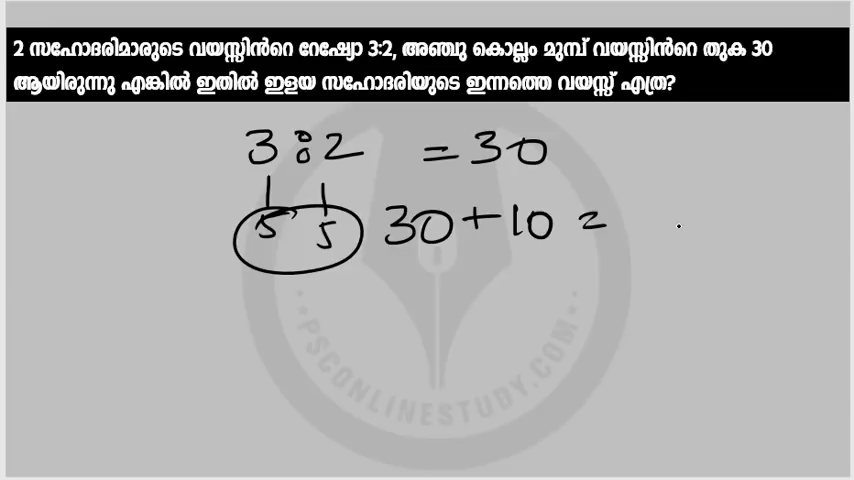 2 സഹോദരിമാരുടെ വയസ്സിൻറെ റേഷ്യോ 3:2, അഞ്ചു കൊല്ലം മുമ്പ് വയസ്സിൻറെ തുക 30
ആയിരുന്നു എങ്കിൽ ഇതിൽ ഇളയ സഹോദരിയുടെ ഇന്നത്തെ വയസ്സ് എത്ര?
3:2 =30
5 5 30+10 =
PSCONLINESTUDY.COM